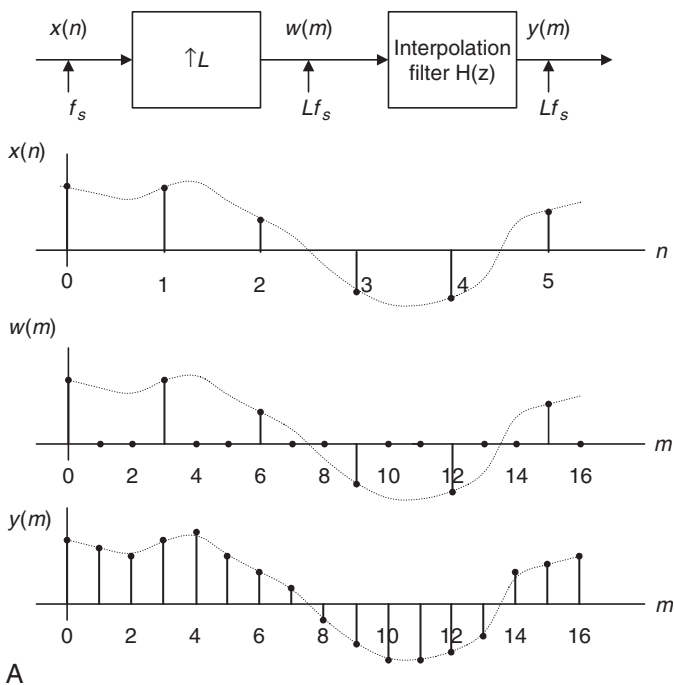 x(n) w(m) y(m)
↑L
Interpolation
filter H(z)
f_s Lf_s Lf_s
x(n)
n
0 1 2 3 4 5
w(m)
m
0 2 4 6 8 10 12 14 16
y(m)
m
0 2 4 6 8 10 12 14 16
A